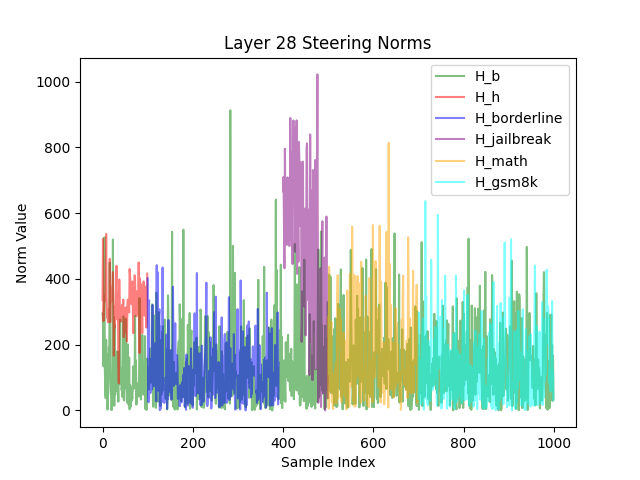 Layer 28 Steering Norms
Norm Value
1000
800
600
400
200
0
H_b
H_h
H_borderline
H_jailbreak
H_math
H_gsm8k
0 200 400 600 800 1000
Sample Index